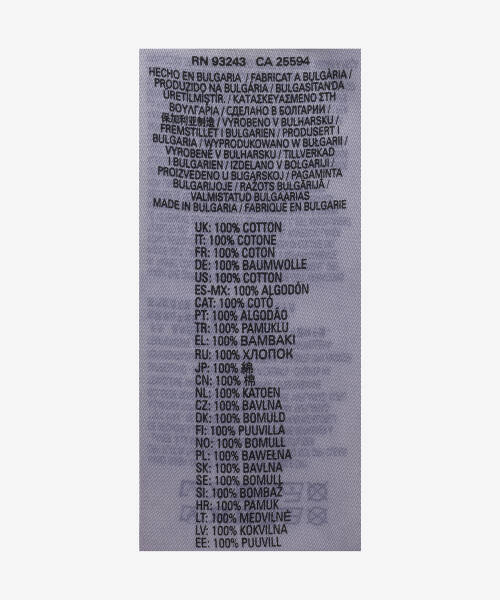 RN 93243 CA 25594
HECHO EN BULGARIA / FABRICAT A BULGÀRIA /
PRODUZIDO NA BULGÁRIA / BULGASITAN'DA
ÜRETİLMİŞTİR. / ΚΑΤΑΣΚΕΥΑΣΜΕΝΟ ΣΤΗ
ΒΟΥΛΓΑΡΙΑ / СДЕЛАНО В БОЛГАРИИ /
保加利亚制造 / VYROBENO V BULHARSKU /
FREMSTILLET I BULGARIEN / PRODUSERT I
BULGARIA / WYPRODUKOWANO W BUŁGARII /
VYROBENÉ V BULHARSKU / TILLVERKAD
I BULGARIEN / IZDELANO V BOLGARIJI /
PROIZVEDENO U BUGARSKOJ / PAGAMINTA
BULGARIJOJE / RAŽOTS BULGĀRIJĀ /
VALMISTATUD BULGAARIAS
MADE IN BULGARIA / FABRIQUÉ EN BULGARIE
UK: 100% COTTON
IT: 100% COTONE
FR: 100% COTON
DE: 100% BAUMWOLLE
US: 100% COTTON
ES-MX: 100% ALGODÓN
CAT: 100% COTÓ
PT: 100% ALGODÃO
TR: 100% PAMUKLU
EL: 100% ΒΑΜΒΑΚΙ
RU: 100% ХЛОПОК
JP: 100% 綿
CN: 100% 棉
NL: 100% KATOEN
CZ: 100% BAVLNA
DK: 100% BOMULD
FI: 100% PUUVILLA
NO: 100% BOMULL
PL: 100% BAWEŁNA
SK: 100% BAVLNA
SE: 100% BOMULL
SI: 100% BOMBAŽ
HR: 100% PAMUK
LT: 100% MEDVILNĖ
LV: 100% KOKVILNA
EE: 100% PUUVILL